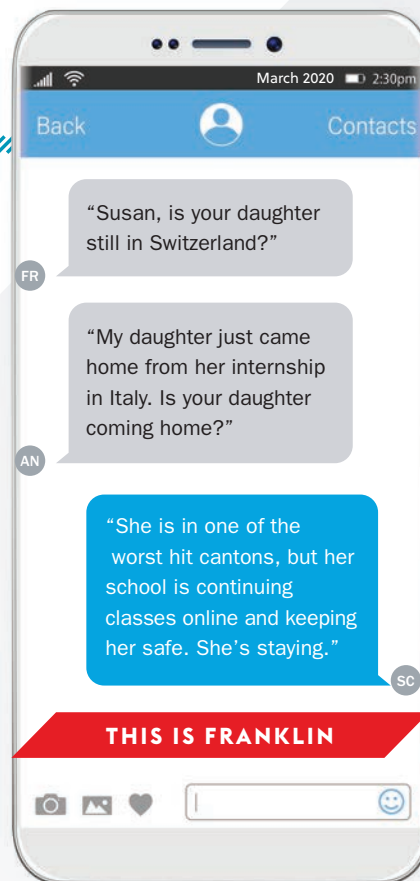 March 2020 2:30pm
Back Contacts
“Susan, is your daughter
still in Switzerland?”
FR
“My daughter just came
home from her internship
in Italy. Is your daughter
coming home?”
AN
“She is in one of the
worst hit cantons, but her
school is continuing
classes online and keeping
her safe. She’s staying.”
SC
THIS IS FRANKLIN